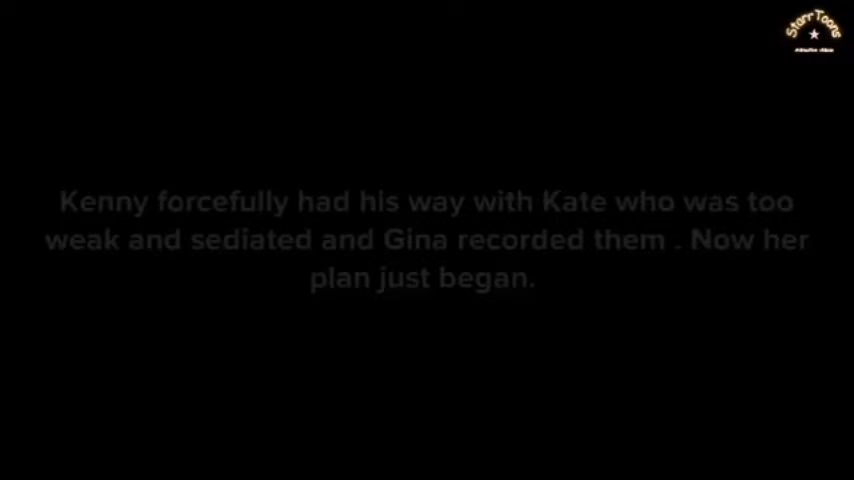 StarrToons
Kenny forcefully had his way with Kate who was too
weak and sediated and Gina recorded them . Now her
plan just began.